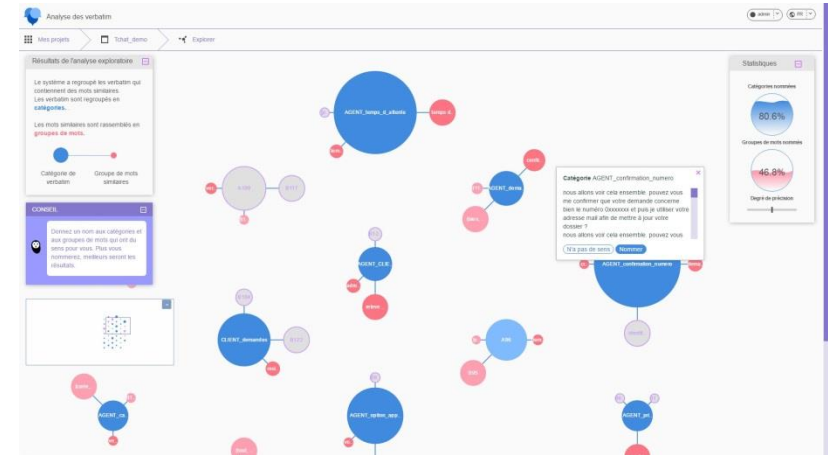 Analyse des verbatim
admin
Mes projets
Tchat_demo
Explorer
Résultats de l'analyse exploratoire
Le système a regroupé les verbatim qui
contiennent des mots similaires.
Les verbatim sont regroupés en
catégories.
Les mots similaires sont rassemblés en
groupes de mots.
Catégorie de
verbatim
Groupe de mots
similaires
CONSEIL
Donnez un nom aux catégories et
aux groupes de mots qui ont du
sens pour vous. Plus vous
nommerez, meilleurs seront les
résultats.
AGENT_temps_d_attente
temps d..
AGENT_dema
AGENT_CLIE..
CLIENT_demandes
AGENT_option_app..
AGENT_ca..
AGENT_pri..
Catégorie AGENT_confirmation_numero
nous allons voir cela ensemble. pouvez vous
me confirmer que votre demande concerne
bien le numéro 0xxxxxxx et puis je utiliser votre
adresse mail afin de mettre à jour votre
dossier ?
nous allons voir cela ensemble. pouvez vous
N'a pas de sens
Nommer
AGENT_confirmation_numero
Statistiques
Catégories nommées
80.6%
Groupes de mots nommés
46.8%
Degré de précision